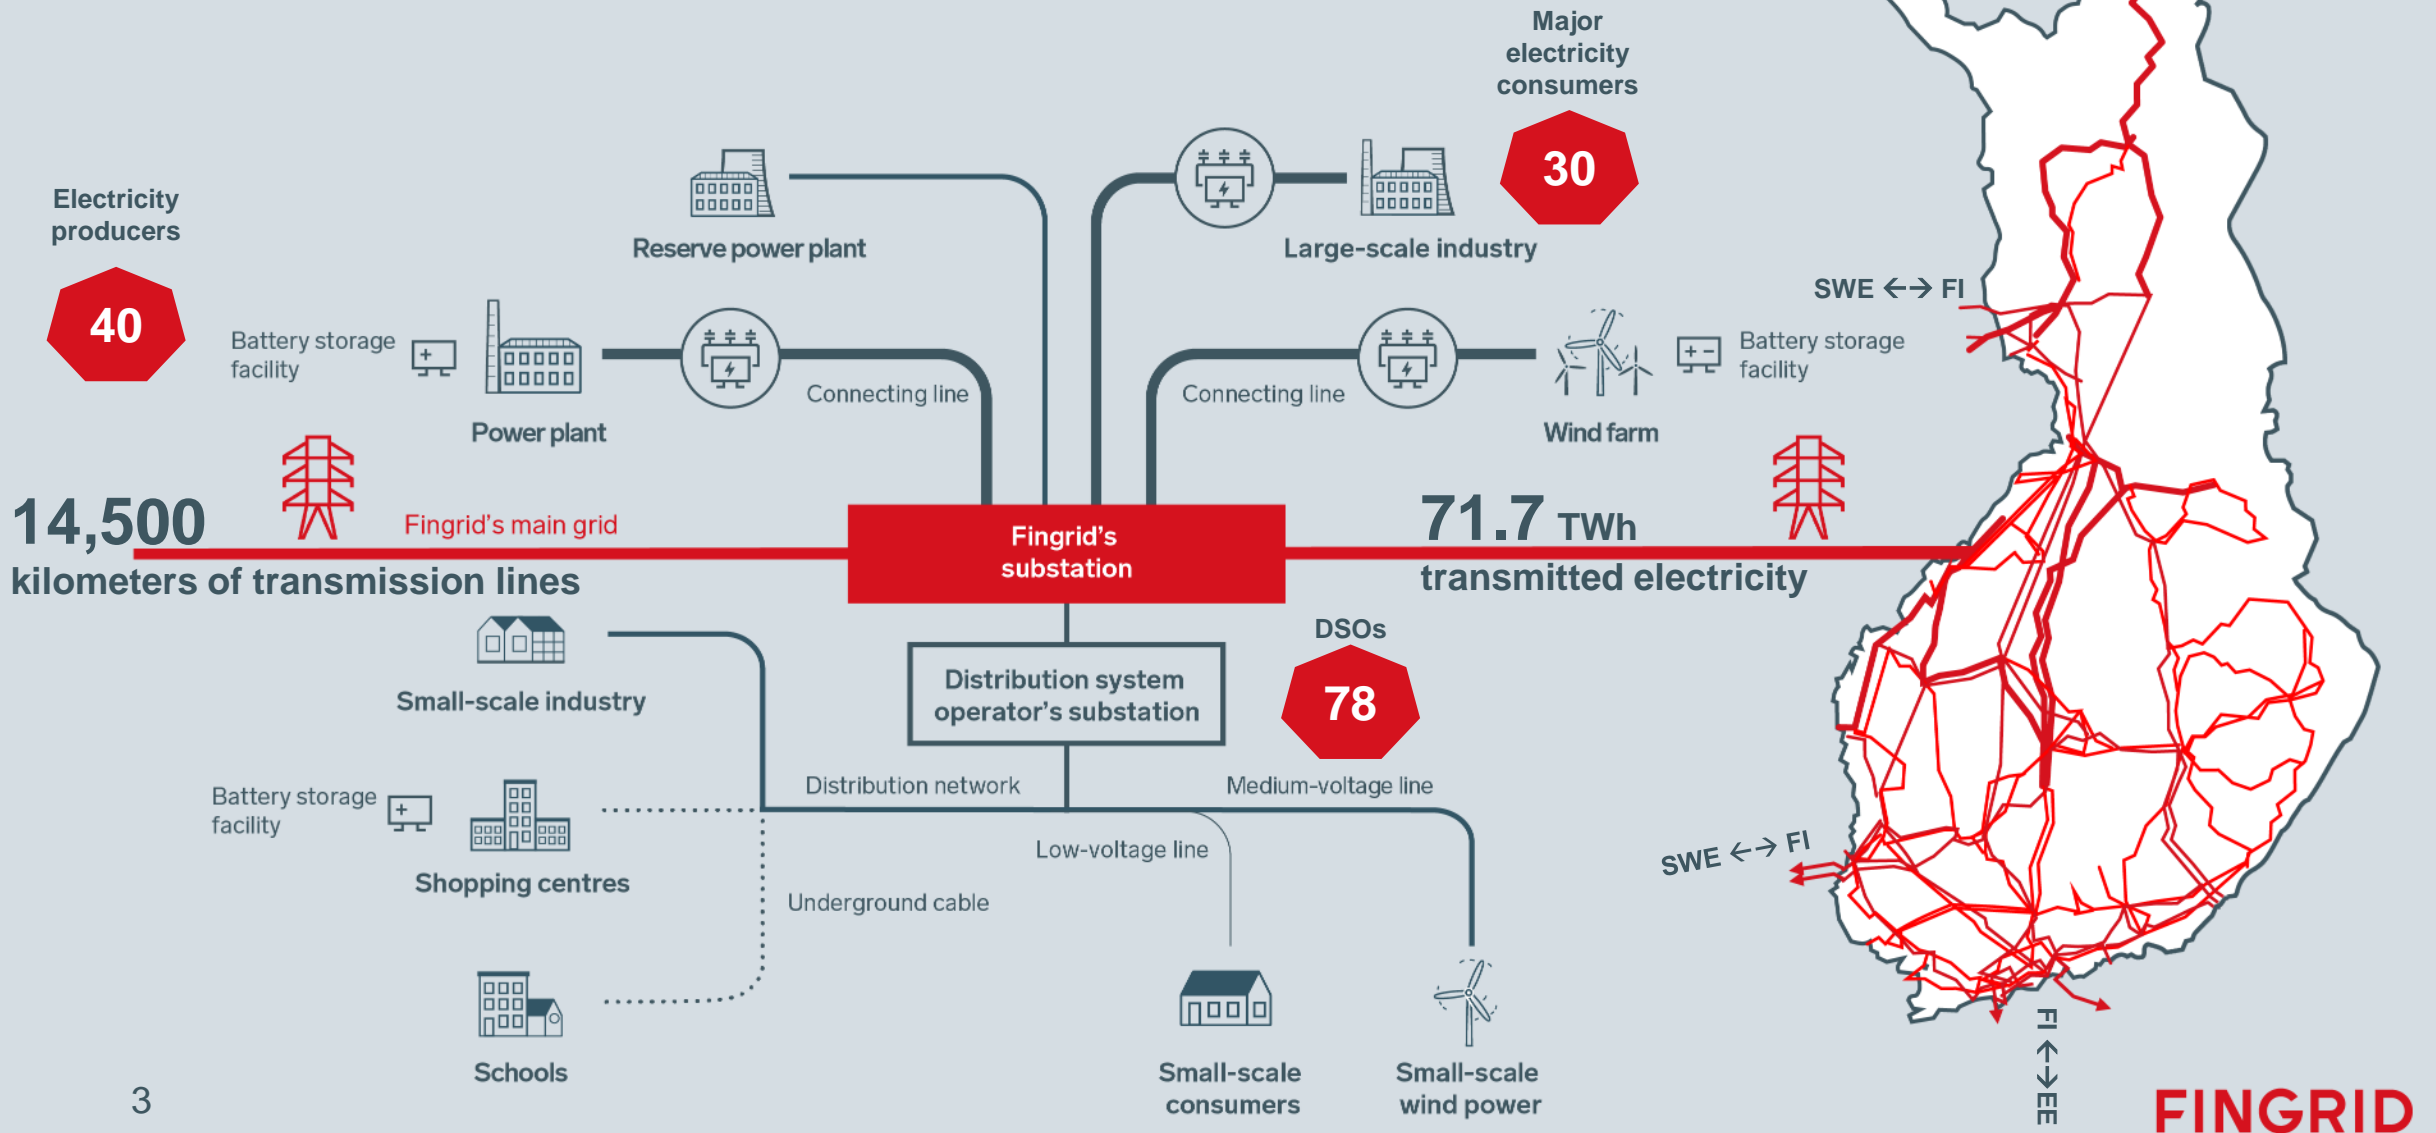 Major
electricity
consumers
30
Electricity
producers
40
Reserve power plant
Large-scale industry
SWE ←→ FI
Battery storage
facility
Connecting line
Power plant
Connecting line
Wind farm
Battery storage
facility
14,500
kilometers of transmission lines
Fingrid's main grid
Fingrid's
substation
71.7 TWh
transmitted electricity
DSOs
78
Distribution system
operator's substation
Small-scale industry
Distribution network
Medium-voltage line
Battery storage
facility
Shopping centres
Low-voltage line
Underground cable
SWE ←→ FI
Schools
Small-scale
consumers
Small-scale
wind power
FI ←→EE
3
FINGRID